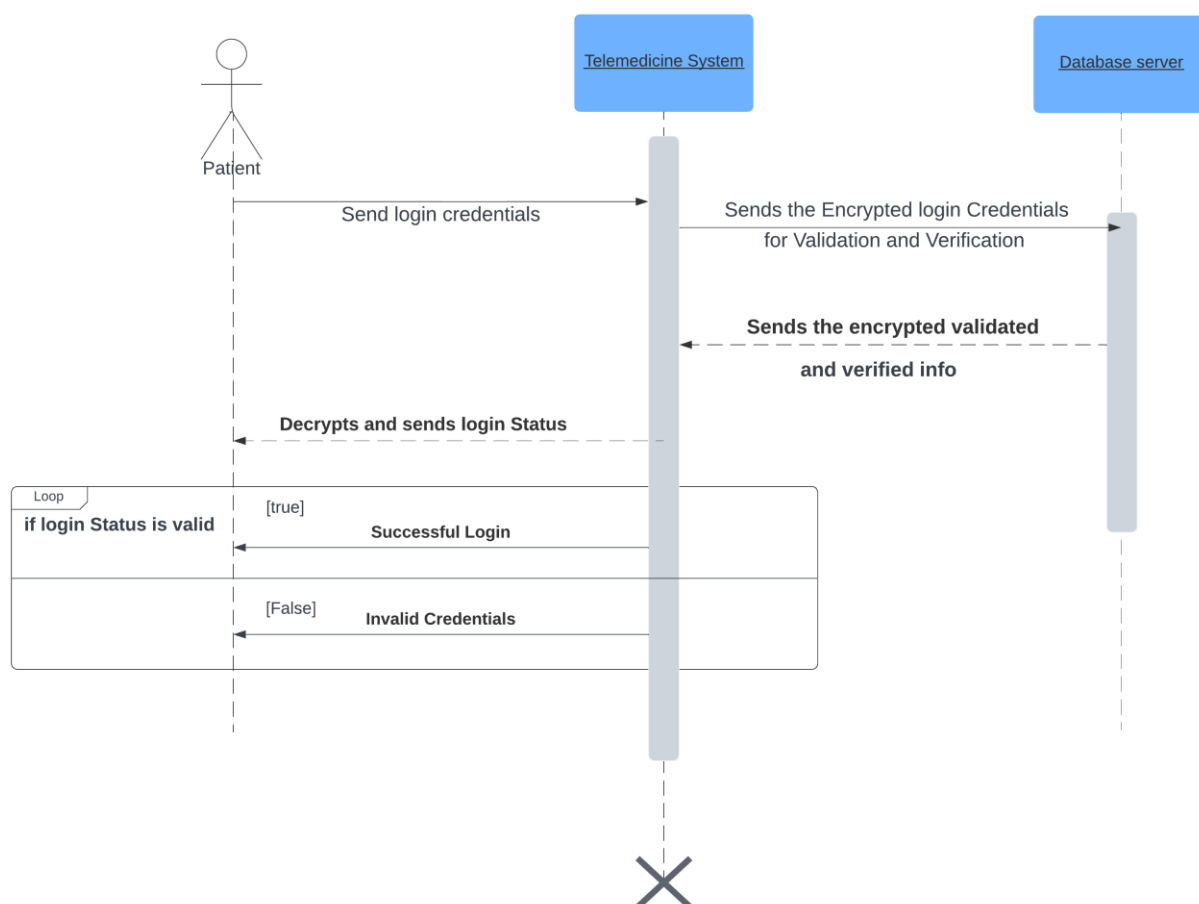 Telemedicine System
Database server
Patient
Send login credentials
Sends the Encrypted login Credentials
for Validation and Verification
Sends the encrypted validated
and verified info
Decrypts and sends login Status
Loop
if login Status is valid
[true]
Successful Login
[False]
Invalid Credentials